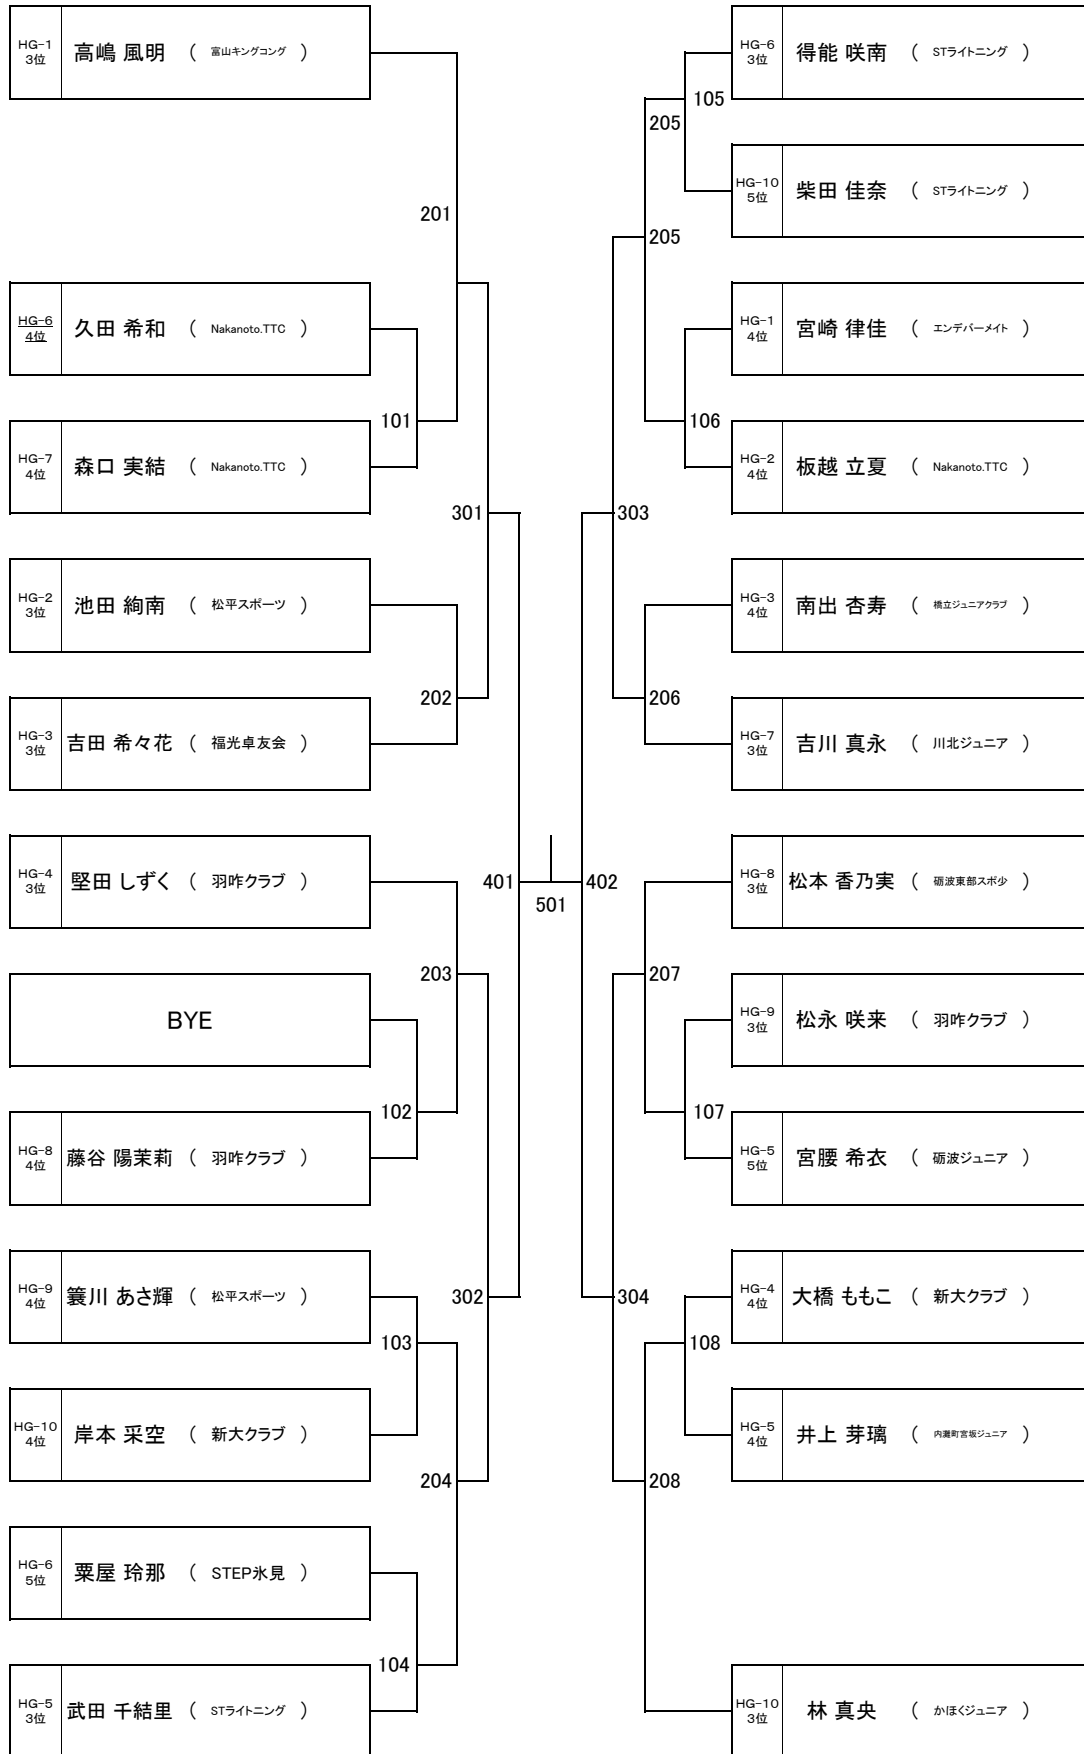 HG-1 3位 高嶋 風明 ( 富山キングコング )
201
HG-6 4位 久田 希和 ( Nakanoto.TTC )
101
HG-7 4位 森口 実結 ( Nakanoto.TTC )
301
HG-2 3位 池田 絢南 ( 松平スポーツ )
202
HG-3 3位 吉田 希々花 ( 福光卓友会 )
HG-4 3位 堅田 しずく ( 羽咋クラブ )
401
203
BYE
102
HG-8 4位 藤谷 陽茉莉 ( 羽咋クラブ )
HG-9 4位 簑川 あさ輝 ( 松平スポーツ )
302
103
HG-10 4位 岸本 采空 ( 新大クラブ )
204
HG-6 5位 粟屋 玲那 ( STEP氷見 )
104
HG-5 3位 武田 千結里 ( STライトニング )
501
HG-6 3位 得能 咲南 ( STライトニング )
105
205
HG-10 5位 柴田 佳奈 ( STライトニング )
205
HG-1 4位 宮崎 律佳 ( エンデバーメイト )
106
HG-2 4位 板越 立夏 ( Nakanoto.TTC )
303
HG-3 4位 南出 杏寿 ( 橋立ジュニアクラブ )
206
HG-7 3位 吉川 真永 ( 川北ジュニア )
402
HG-8 3位 松本 香乃実 ( 砺波東部スポ少 )
207
HG-9 3位 松永 咲来 ( 羽咋クラブ )
107
HG-5 5位 宮腰 希衣 ( 砺波ジュニア )
304
HG-4 4位 大橋 ももこ ( 新大クラブ )
108
HG-5 4位 井上 芽璃 ( 内灘町宮坂ジュニア )
208
HG-10 3位 林 真央 ( かほくジュニア )